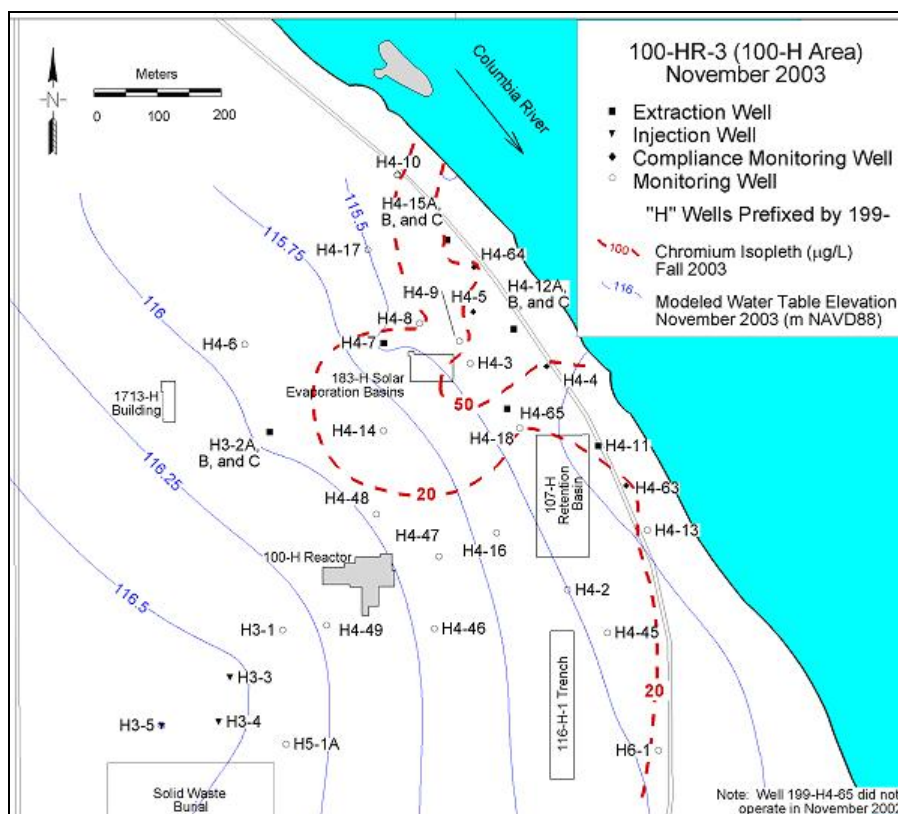 100-HR-3 (100-H Area)
November 2003
Extraction Well
Injection Well
Compliance Monitoring Well
Monitoring Well
"H" Wells Prefixed by 199-
100
Chromium Isopleth (µg/L)
Fall 2003
116
Modeled Water Table Elevation
November 2003 (m NAVD88)
Meters
-N-
0 100 200
Columbia River
H4-10
115.5
H4-15A,
B, and C
115.75
H4-17
H4-64
116
H4-12A,
B, and C
H4-9
H4-5
H4-8
H4-6
H4-7
H4-3
183-H Solar
Evaporation Basins
H4-4
1713-H
Building
50
H4-65
H3-2A,
B, and C
H4-14
H4-18
H4-11
116.25
20
H4-63
H4-48
107-H
Retention
Basin
H4-13
H4-47
H4-16
100-H Reactor
116.5
H4-2
H3-1
H4-49
H4-46
H4-45
H3-3
20
116-H-1 Trench
H3-5
H3-4
H5-1A
H6-1
Solid Waste
Burial
Note: Well 199-H4-65 did not
operate in November 2002